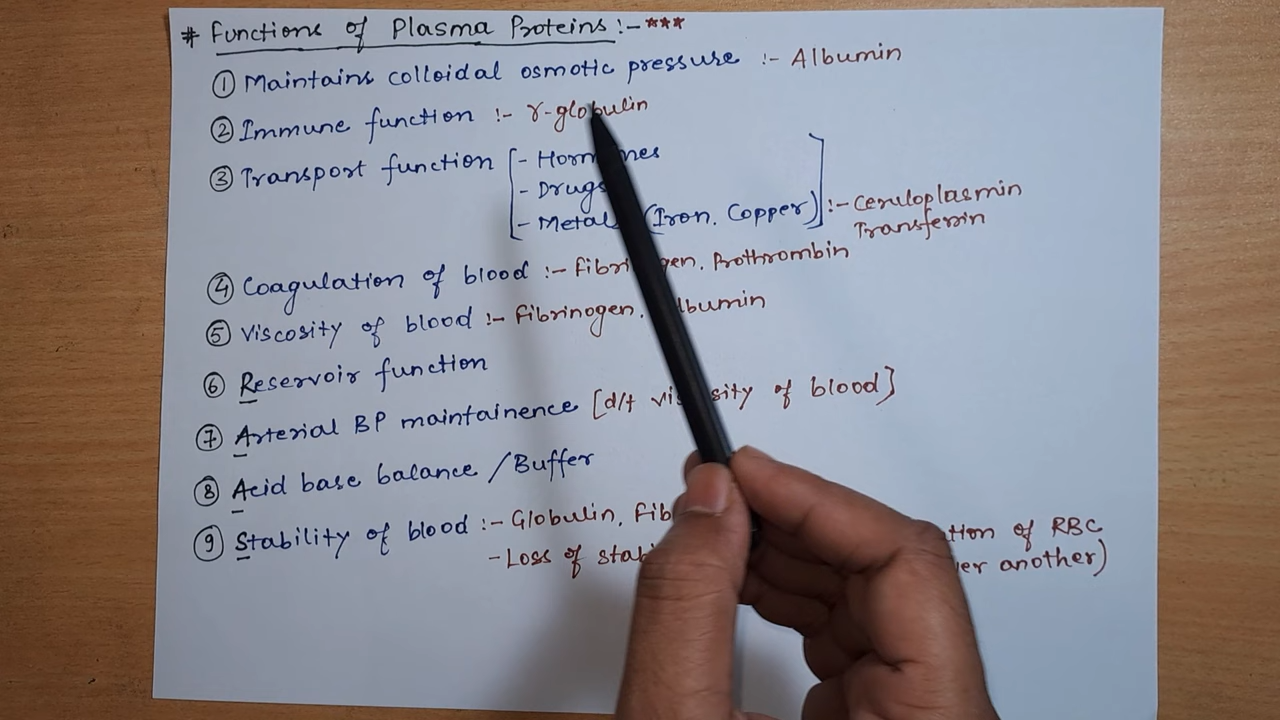 # Functions of Plasma Proteins :- ***
① Maintains colloidal osmotic pressure :- Albumin
② Immune function :- γ-globulin
③ Transport function [- Hormones
- Drugs
- Metal (Iron, Copper) ] :- Ceruloplasmin
Transferrin
④ Coagulation of blood :- Fibrinogen, Prothrombin
⑤ Viscosity of blood :- Fibrinogen, Albumin
⑥ Reservoir function
⑦ Arterial BP maintainence [d/t viscosity of blood]
⑧ Acid base balance / Buffer
⑨ Stability of blood :- Globulin, of RBC
- Loss of another)